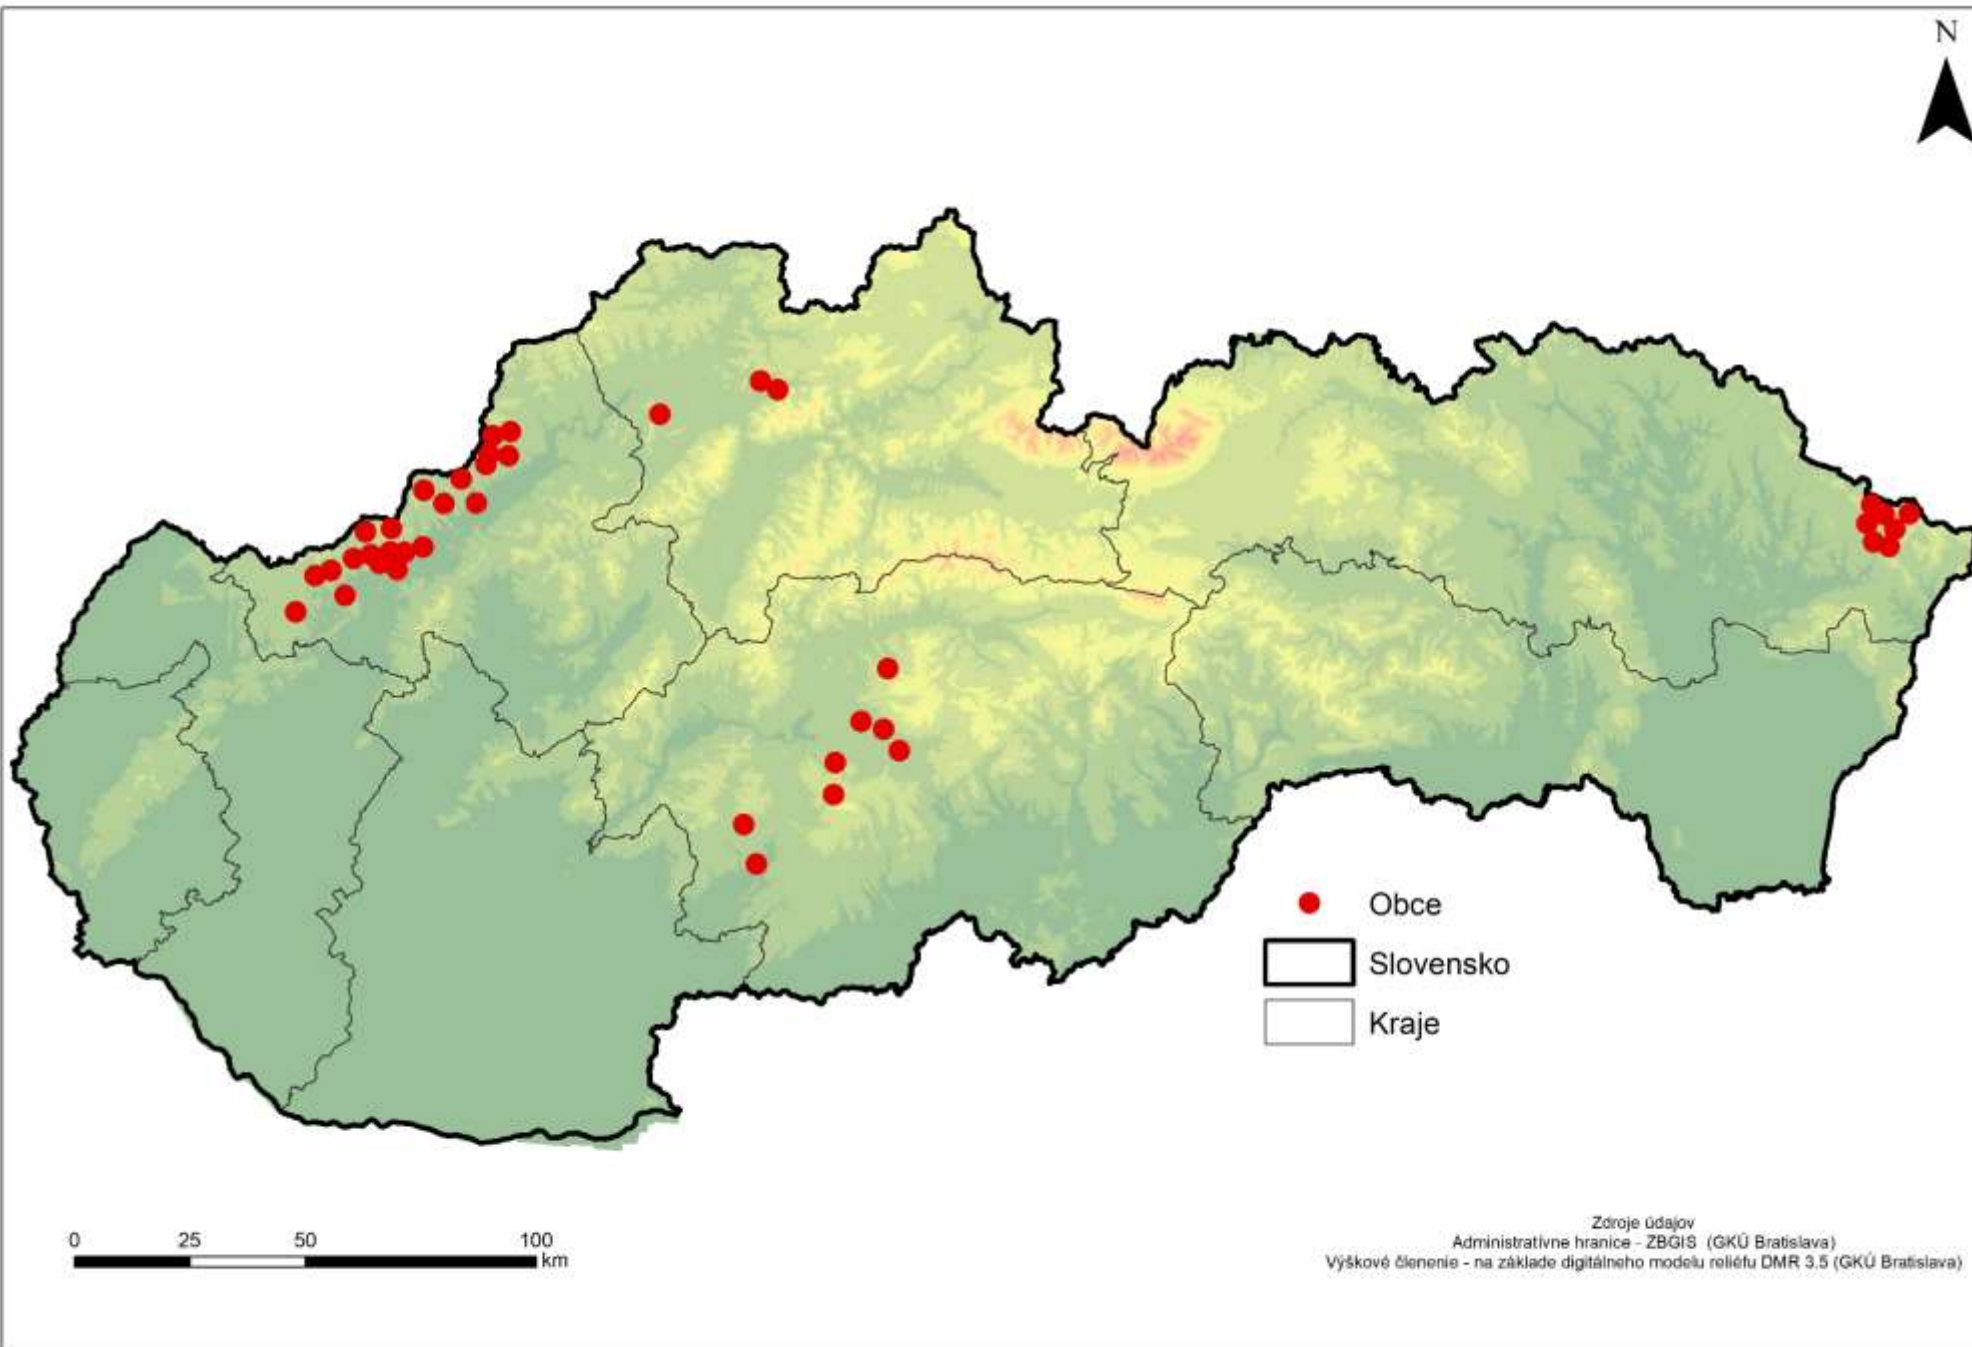 N
Obce
Slovensko
Kraje
0 25 50 100
km
Zdroje údajov
Administratívne hranice - ZBGIS (GKÚ Bratislava)
Výškové členenie - na základe digitálneho modelu reliéfu DMR 3.5 (GKÚ Bratislava)